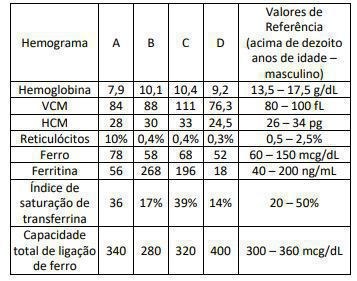 Hemograma A B C D Valores de Referência (acima de dezoito anos de idade – masculino)
Hemoglobina 7,9 10,1 10,4 9,2 13,5 – 17,5 g/dL
VCM 84 88 111 76,3 80 – 100 fL
HCM 28 30 33 24,5 26 – 34 pg
Reticulócitos 10% 0,4% 0,4% 0,3% 0,5 – 2,5%
Ferro 78 58 68 52 60 – 150 mcg/dL
Ferritina 56 268 196 18 40 – 200 ng/mL
Índice de saturação de transferrina 36 17% 39% 14% 20 – 50%
Capacidade total de ligação de ferro 340 280 320 400 300 – 360 mcg/dL